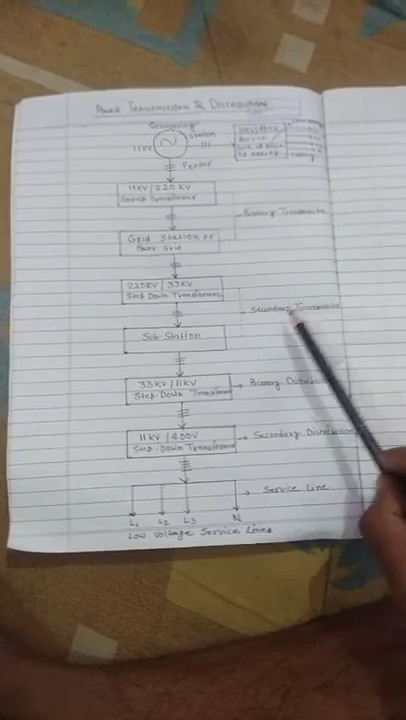 Power Transmission & Distribution
Generating
Station
11KV
11KV/400V
Feeder
11KV/220 KV
Step-up Transformer
Primary Transmission
Grid Station or
Power Grid
220KV / 33KV
Step Down Transformer
Secondary Transmission
Sub Station
33KV / 11KV
Step-Down Transformer
Primary
11KV / 400V
Step-Down Transformer
Secondary Distribution
Service Line
L1 L2 L3 N
Low Voltage Service Lines